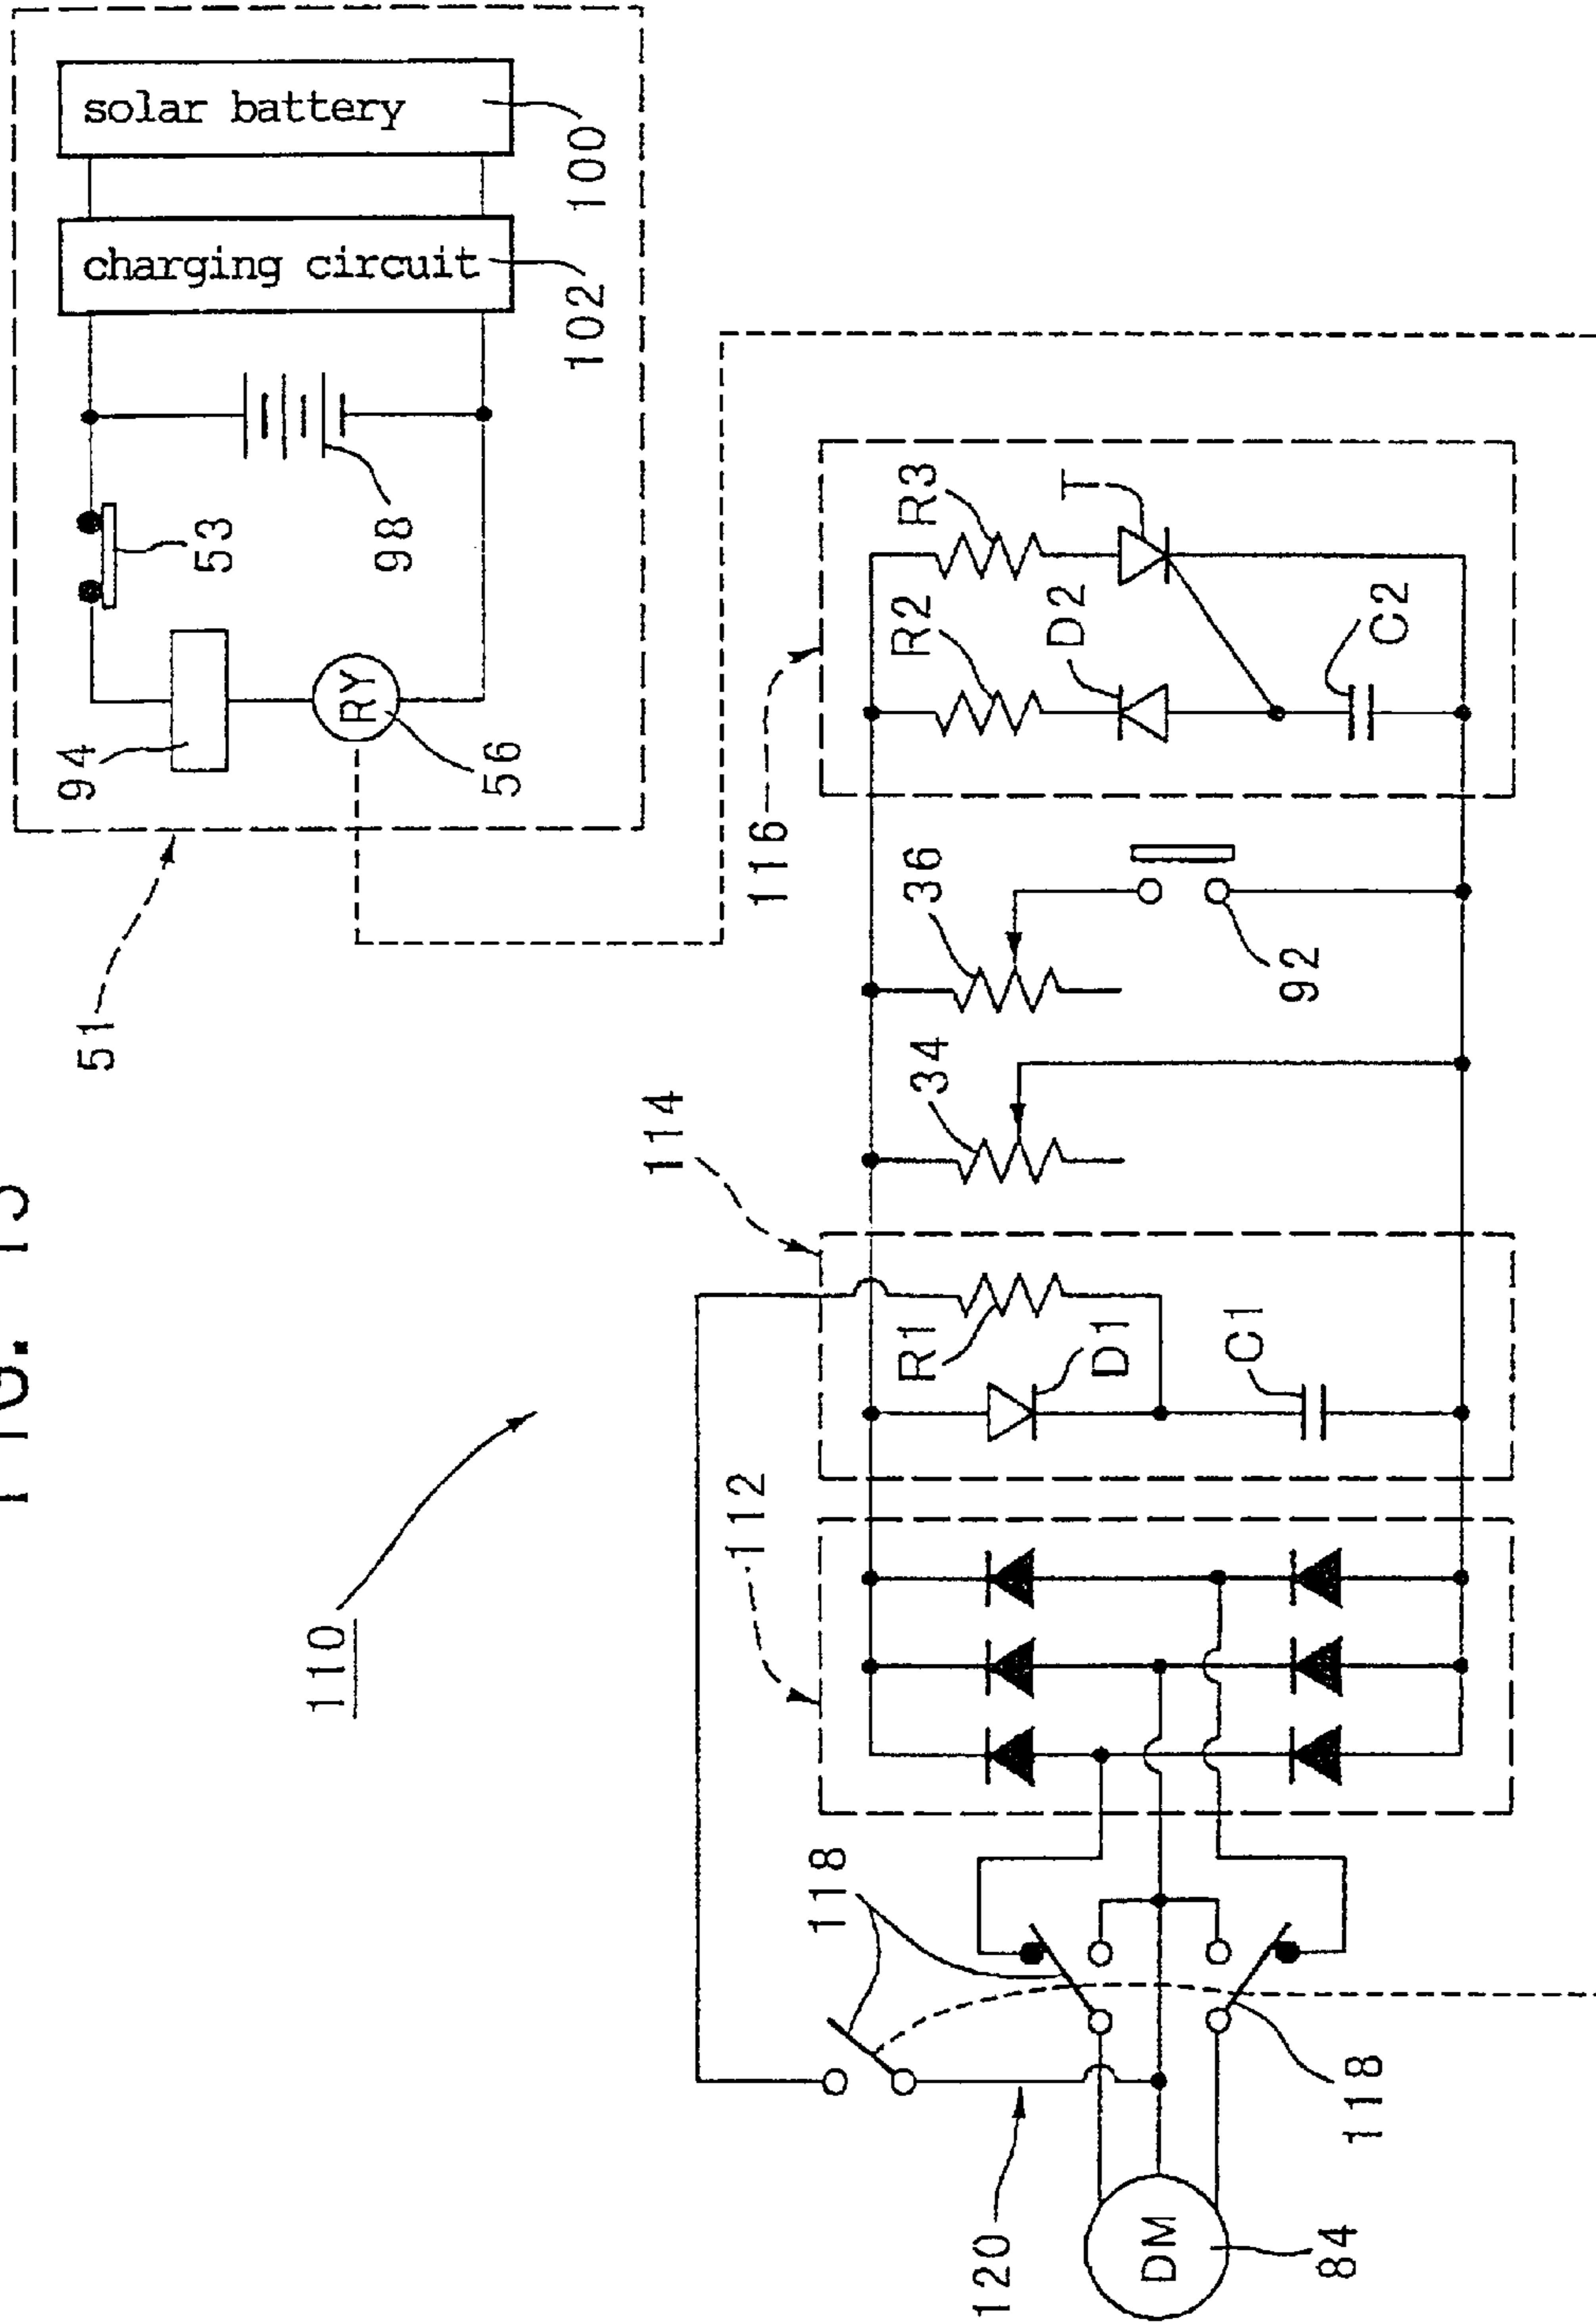 FIG.
solar battery
100
charging circuit
102
53
98
94
RY
56
51
R3
T
R2
D2
C2
116
36
92
34
114
R1
D1
C1
112
110
118
118
120
DM
84